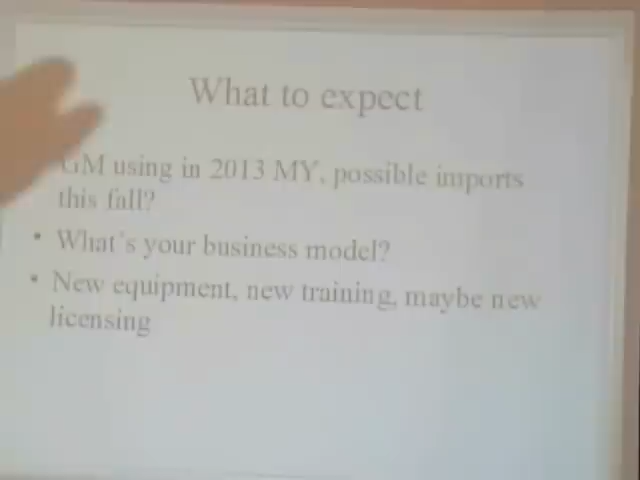 What to expect
GM using in 2013 MY, possible imports
this fall?
• What's your business model?
• New equipment, new training, maybe new
licensing